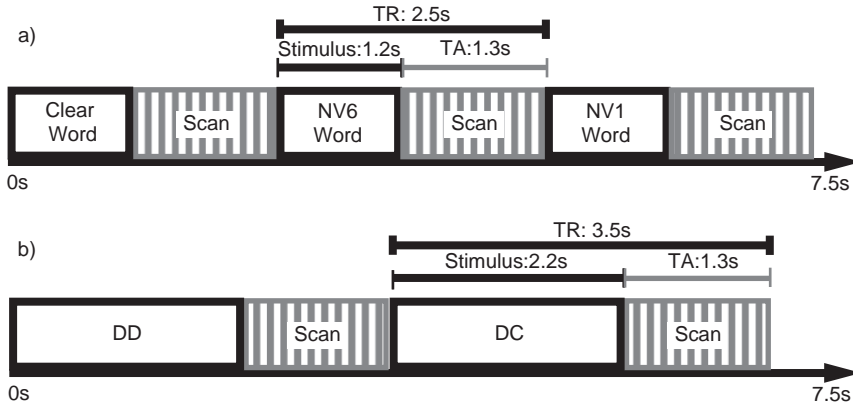 a)
TR: 2.5s
Stimulus:1.2s TA:1.3s
Clear
Word
Scan
NV6
Word
Scan
NV1
Word
Scan
0s 7.5s
b)
TR: 3.5s
Stimulus:2.2s TA:1.3s
DD Scan DC Scan
0s 7.5s